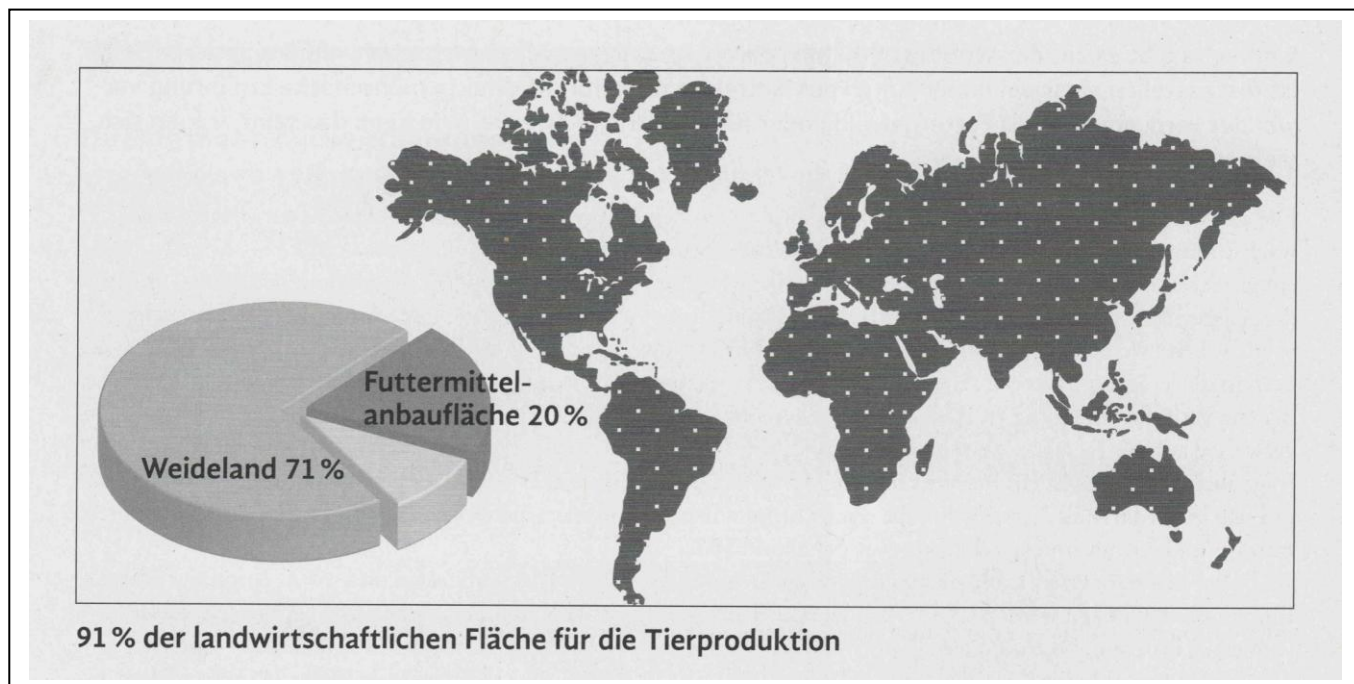 Futtermittel-
anbaufläche 20 %
Weideland 71 %
91 % der landwirtschaftlichen Fläche für die Tierproduktion